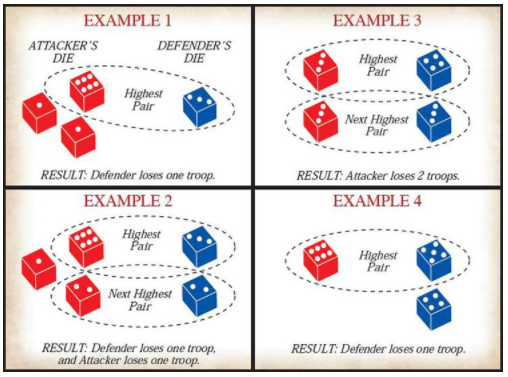 EXAMPLE 1
ATTACKER'S
DIE
DEFENDER'S
DIE
Highest
Pair
RESULT: Defender loses one troop.
EXAMPLE 3
Highest
Pair
Next Highest
Pair
RESULT: Attacker loses 2 troops.
EXAMPLE 2
Highest
Pair
Next Highest
Pair
RESULT: Defender loses one troop,
and Attacker loses one troop.
EXAMPLE 4
Highest
Pair
RESULT: Defender loses one troop.